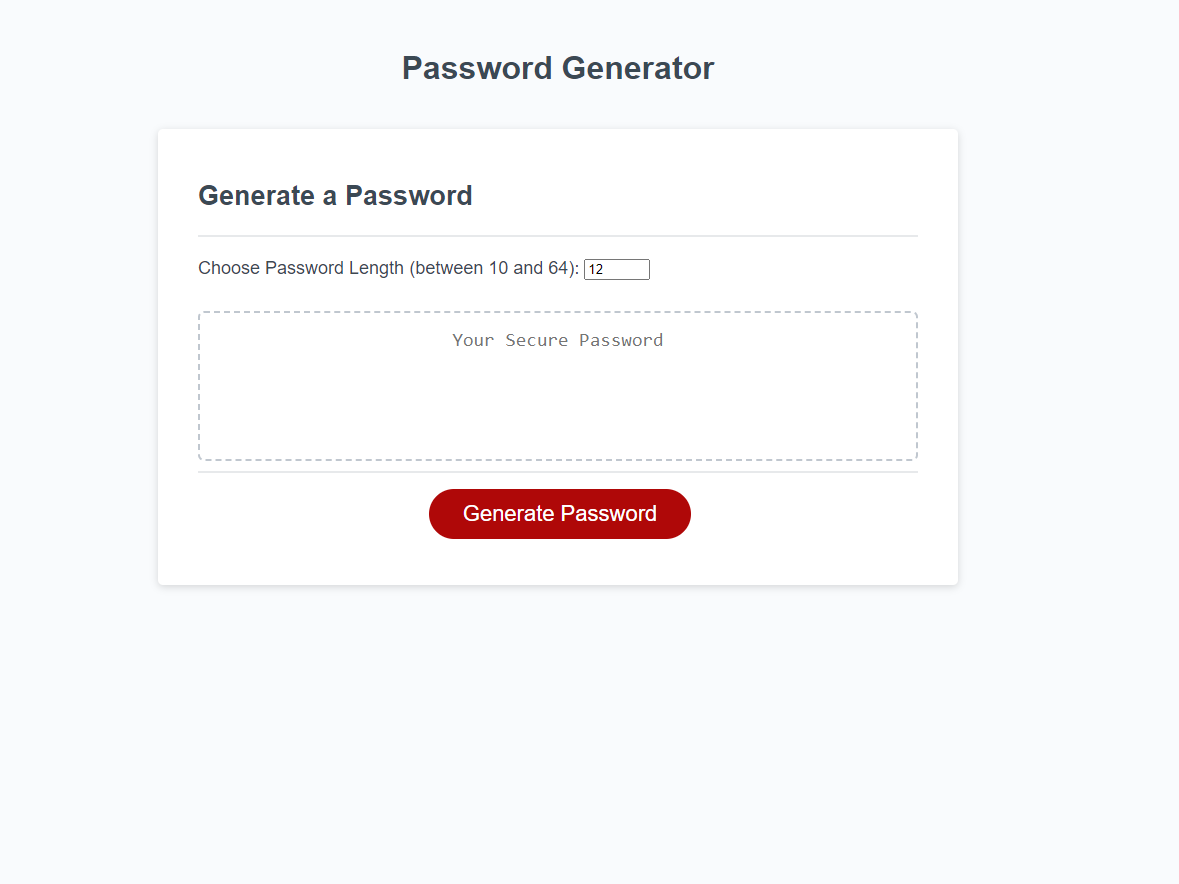 Password Generator
Generate a Password
Choose Password Length (between 10 and 64): 12
Your Secure Password
Generate Password